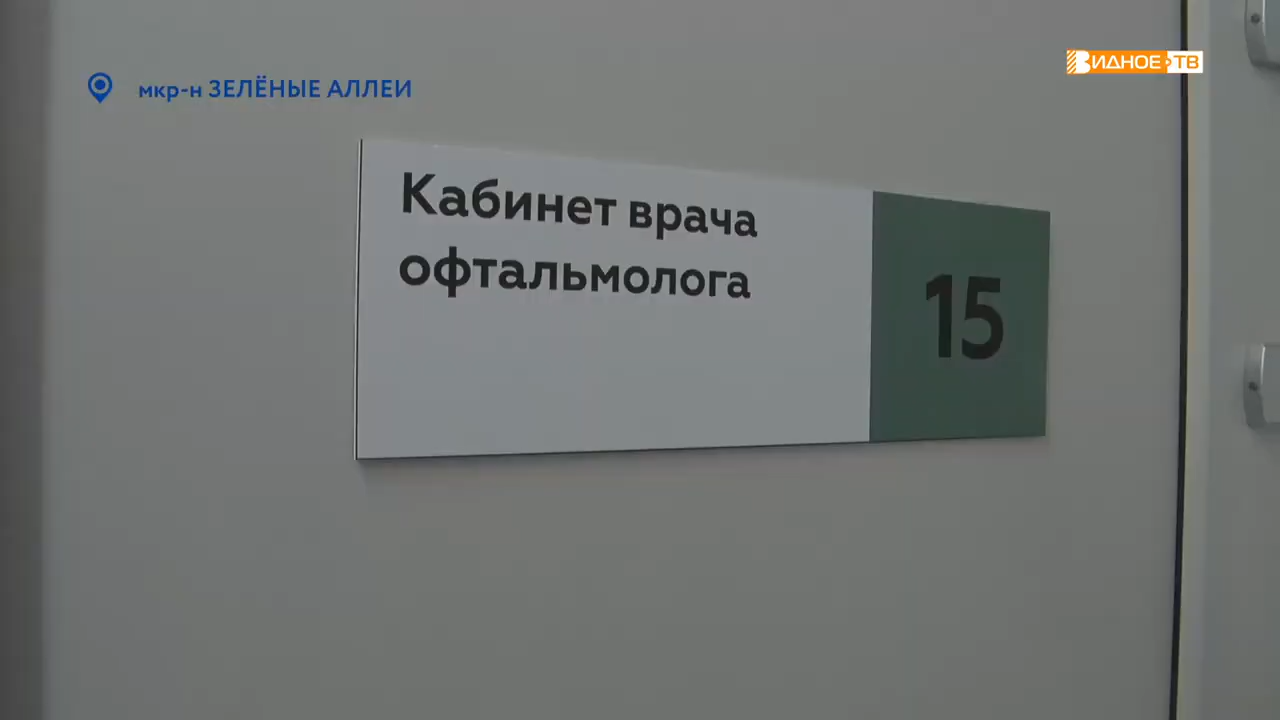 мкр-н ЗЕЛЁНЫЕ АЛЛЕИ
ВИДНОЕ ТВ
Кабинет врача
офтальмолога
15